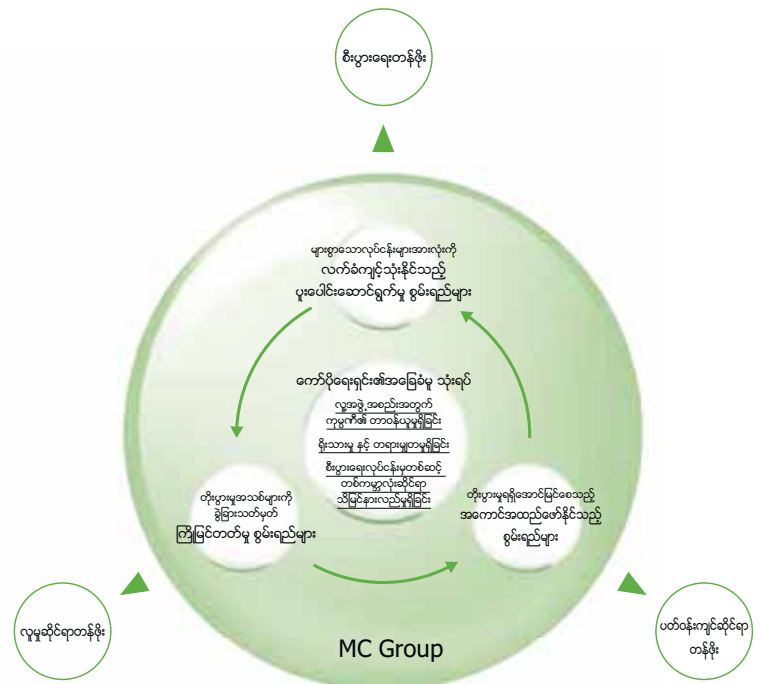 စီးပွားရေးတန်ဖိုး
များစွာသောလုပ်ငန်းများအားလုံးကို
လက်ခံကျင့်သုံးနိုင်သည့်
ပူးပေါင်းဆောင်ရွက်မှု စွမ်းရည်များ
ကော်ပိုရေးရှင်း၏အခြေခံမူ သုံးရပ်
လူ့အဖွဲ့အစည်းအတွက်
ကုမ္ပဏီ၏ တာဝန်ယူမှုရှိခြင်း
ရိုးသားမှု နှင့် တရားမျှတမှုရှိခြင်း
စီးပွားရေးလုပ်ငန်းမှတစ်ဆင့်
တစ်ကမ္ဘာလုံးဆိုင်ရာ
သိမြင်နားလည်မှုရှိခြင်း
တိုးပွားမှုအသစ်များကို
ခွဲခြားသတ်မှတ်
ကြိုမြင်တတ်မှု စွမ်းရည်များ
တိုးပွားမှုရရှိအောင်မြင်စေသည့်
အကောင်အထည်ဖော်နိုင်သည့်
စွမ်းရည်များ
လူမှုဆိုင်ရာတန်ဖိုး
ပတ်ဝန်းကျင်ဆိုင်ရာ
တန်ဖိုး
MC Group